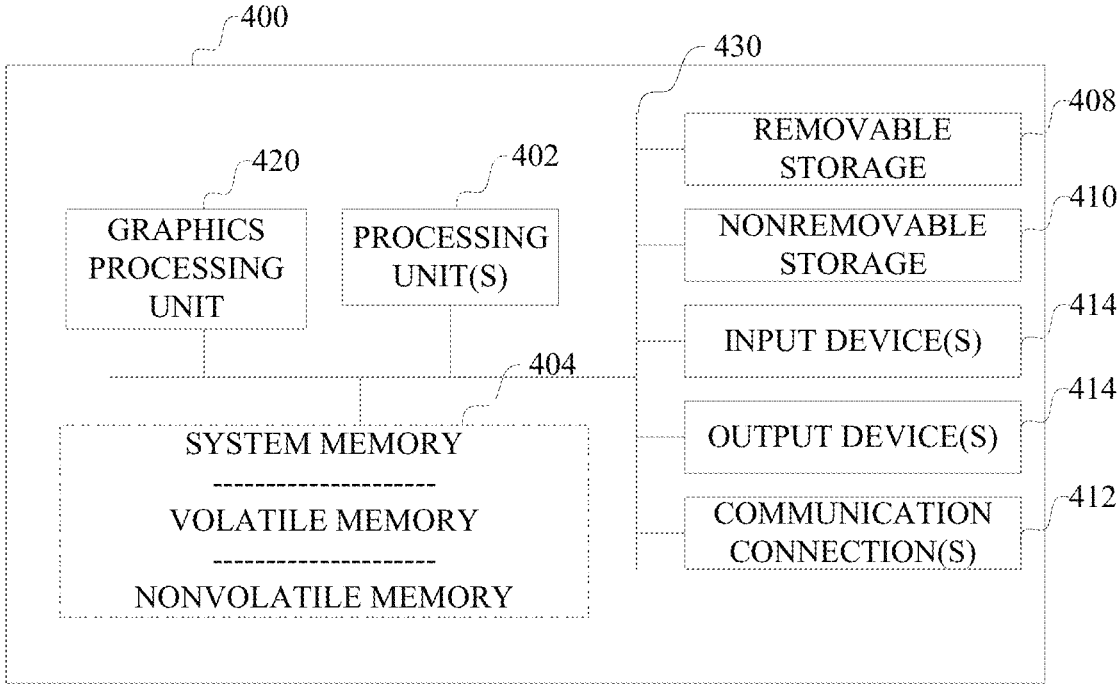 400
430
408
REMOVABLE
STORAGE
420
402
410
GRAPHICS
PROCESSING
UNIT
PROCESSING
UNIT(S)
NONREMOVABLE
STORAGE
414
INPUT DEVICE(S)
404
414
SYSTEM MEMORY
OUTPUT DEVICE(S)
VOLATILE MEMORY
412
COMMUNICATION
CONNECTION(S)
NONVOLATILE MEMORY